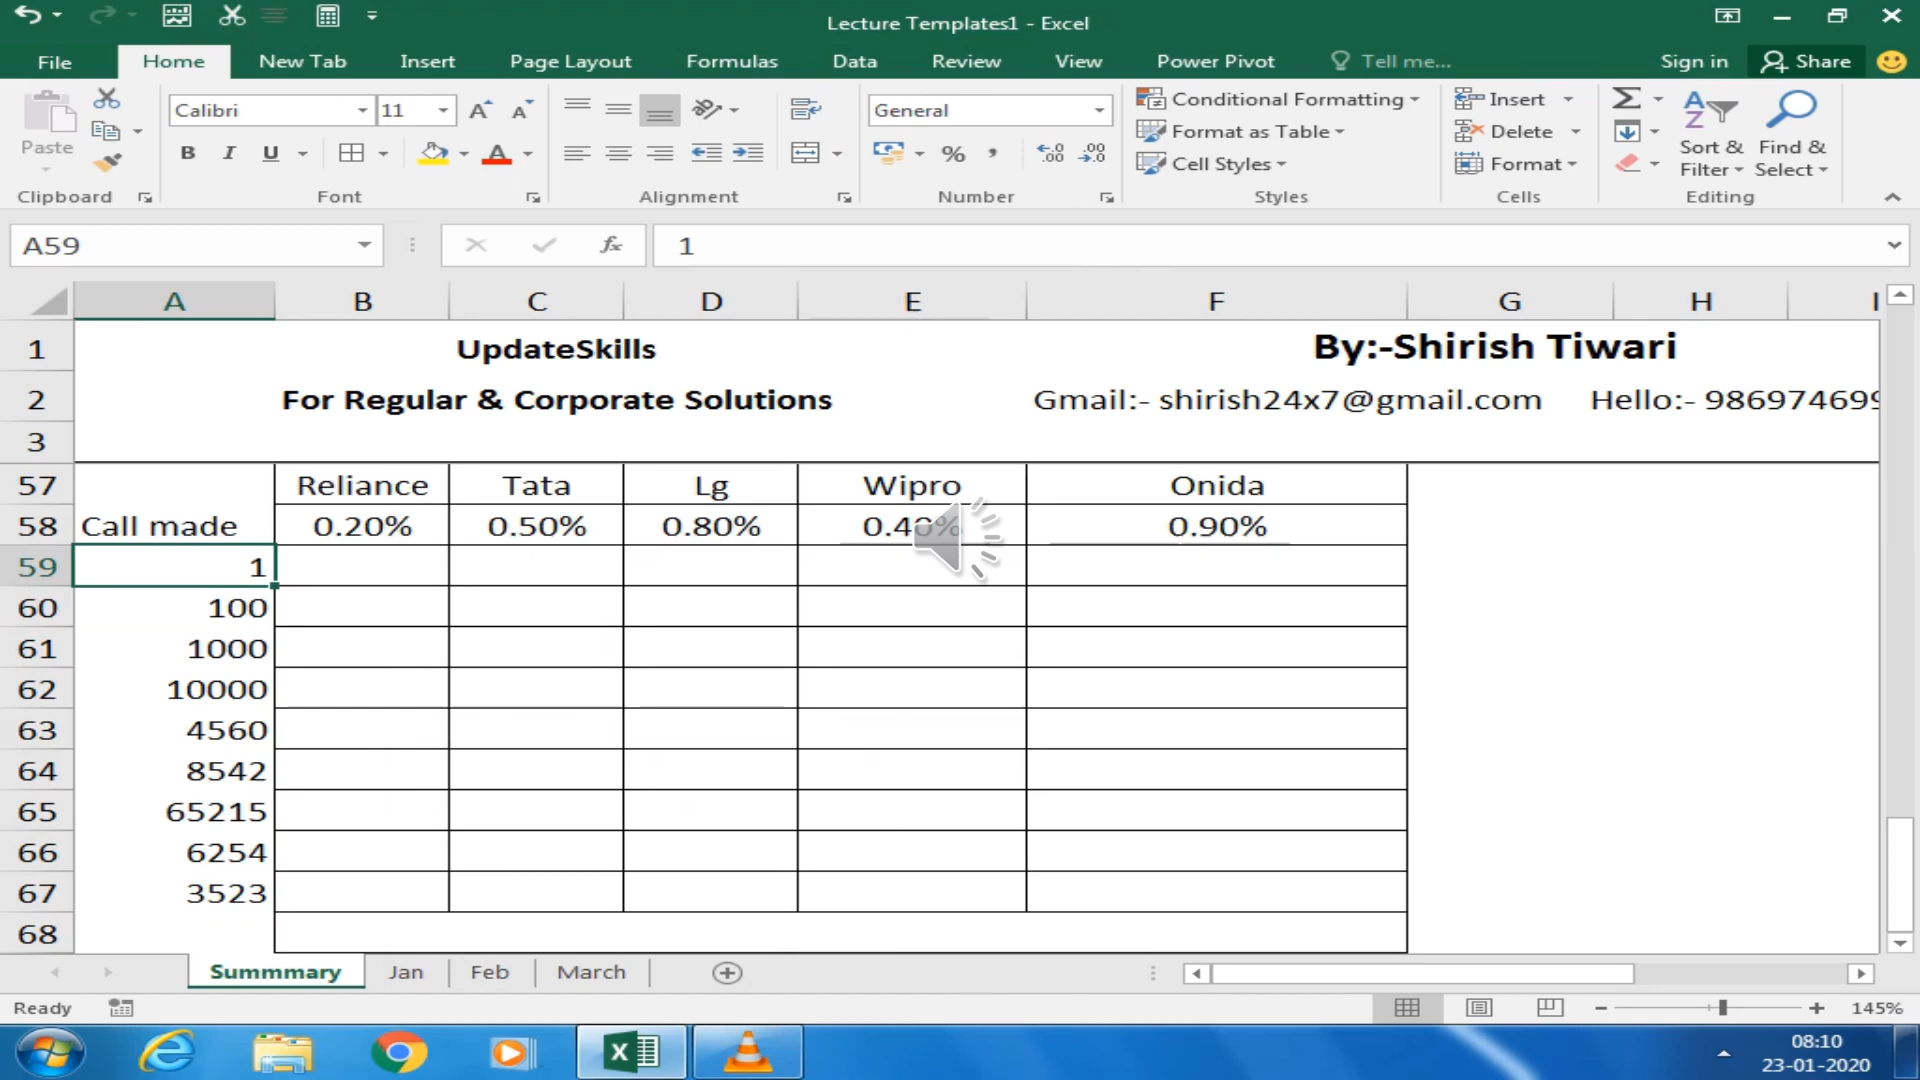 Lecture Templates1 - Excel
File Home New Tab Insert Page Layout Formulas Data Review View Power Pivot Tell me... Sign in Share
Calibri 11 General Conditional Formatting Insert
Paste B I U % Format as Table Delete
Cell Styles Format Sort & Filter Find & Select
Clipboard Font Alignment Number Styles Cells Editing
A59 fx 1
A B C D E F G H I
1 UpdateSkills By:-Shirish Tiwari
2 For Regular & Corporate Solutions Gmail:- shirish24x7@gmail.com Hello:- 986974699
3
57 Reliance Tata Lg Wipro Onida
58 Call made 0.20% 0.50% 0.80% 0.40% 0.90%
59 1
60 100
61 1000
62 10000
63 4560
64 8542
65 65215
66 6254
67 3523
68
Summmary Jan Feb March
Ready 145%
08:10
23-01-2020